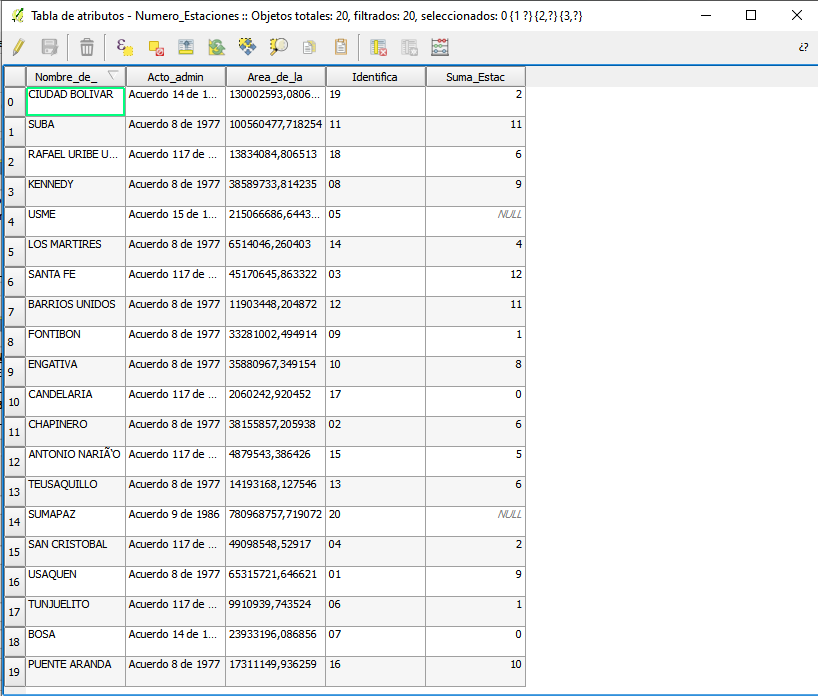 Tabla de atributos - Numero_Estaciones :: Objetos totales: 20, filtrados: 20, seleccionados: 0 {1 ?} {2,?} {3,?}
¿?
Nombre_de_ Acto_admin Area_de_la Identifica Suma_Estac
0 CIUDAD BOLIVAR Acuerdo 14 de 1... 130002593,0806... 19 2
1 SUBA Acuerdo 8 de 1977 100560477,718254 11 11
2 RAFAEL URIBE U... Acuerdo 117 de ... 13834084,806513 18 6
3 KENNEDY Acuerdo 8 de 1977 38589733,814235 08 9
4 USME Acuerdo 15 de 1... 215066686,6443... 05 NULL
5 LOS MARTIRES Acuerdo 8 de 1977 6514046,260403 14 4
6 SANTA FE Acuerdo 117 de ... 45170645,863322 03 12
7 BARRIOS UNIDOS Acuerdo 8 de 1977 11903448,204872 12 11
8 FONTIBON Acuerdo 8 de 1977 33281002,494914 09 1
9 ENGATIVA Acuerdo 8 de 1977 35880967,349154 10 8
10 CANDELARIA Acuerdo 117 de ... 2060242,920452 17 0
11 CHAPINERO Acuerdo 8 de 1977 38155857,205938 02 6
12 ANTONIO NARIÃ‘O Acuerdo 117 de ... 4879543,386426 15 5
13 TEUSAQUILLO Acuerdo 8 de 1977 14193168,127546 13 6
14 SUMAPAZ Acuerdo 9 de 1986 780968757,719072 20 NULL
15 SAN CRISTOBAL Acuerdo 117 de ... 49098548,52917 04 2
16 USAQUEN Acuerdo 8 de 1977 65315721,646621 01 9
17 TUNJUELITO Acuerdo 117 de ... 9910939,743524 06 1
18 BOSA Acuerdo 14 de 1... 23933196,086856 07 0
19 PUENTE ARANDA Acuerdo 8 de 1977 17311149,936259 16 10